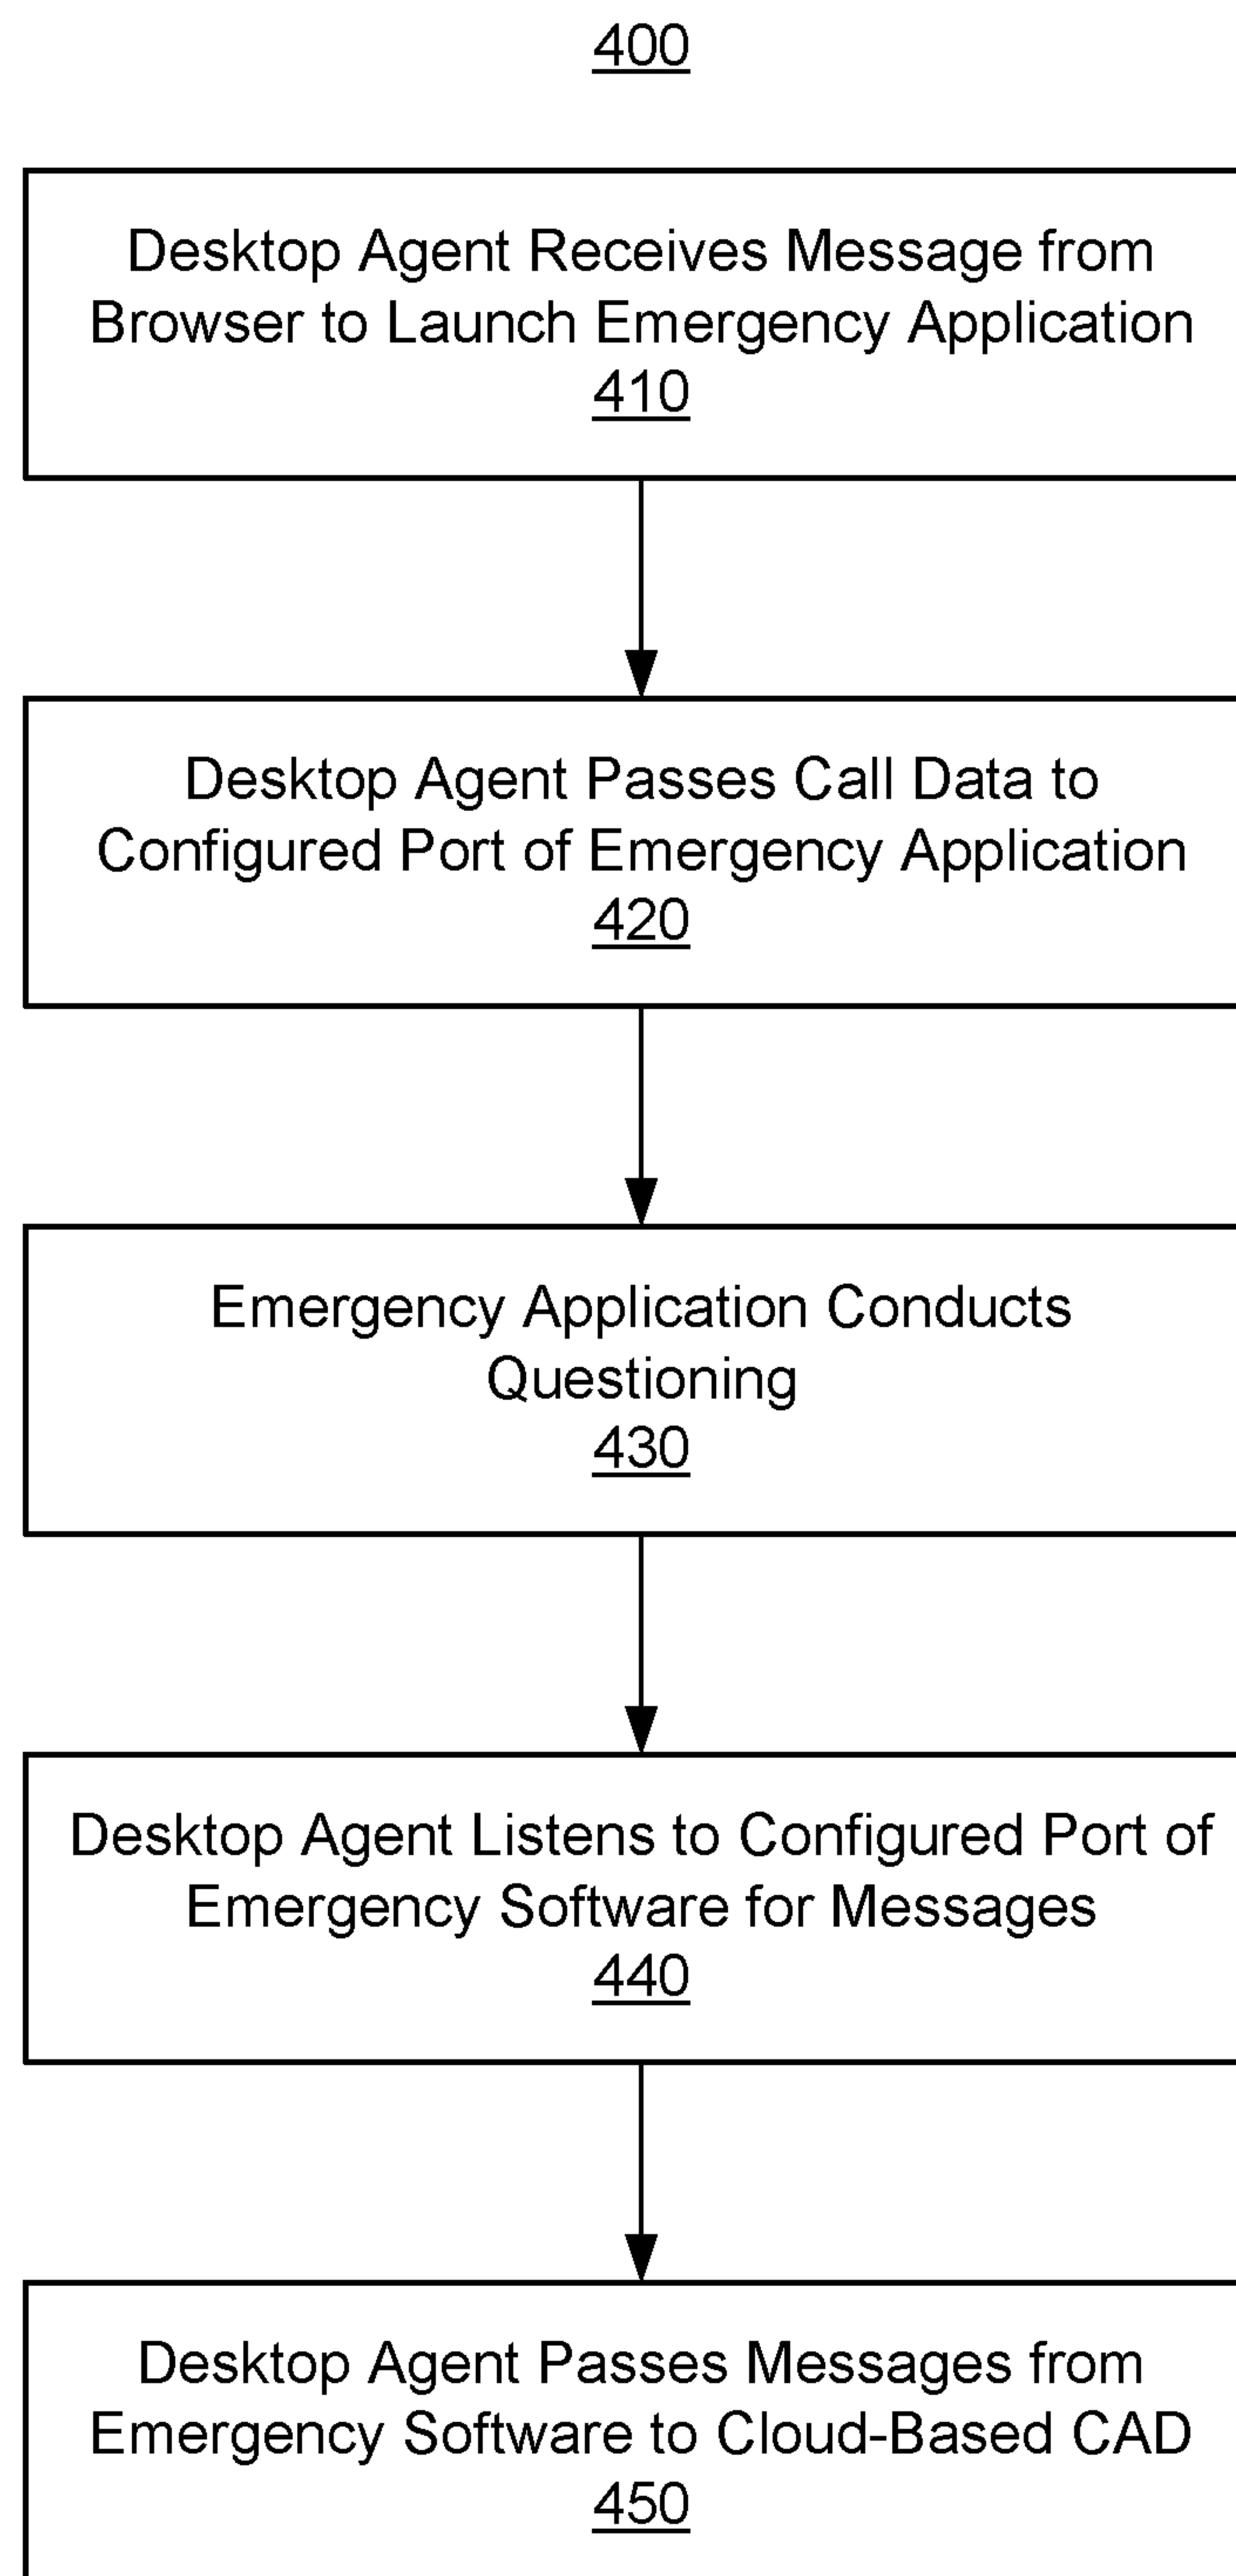 400
Desktop Agent Receives Message from
Browser to Launch Emergency Application
410
Desktop Agent Passes Call Data to
Configured Port of Emergency Application
420
Emergency Application Conducts
Questioning
430
Desktop Agent Listens to Configured Port of
Emergency Software for Messages
440
Desktop Agent Passes Messages from
Emergency Software to Cloud-Based CAD
450